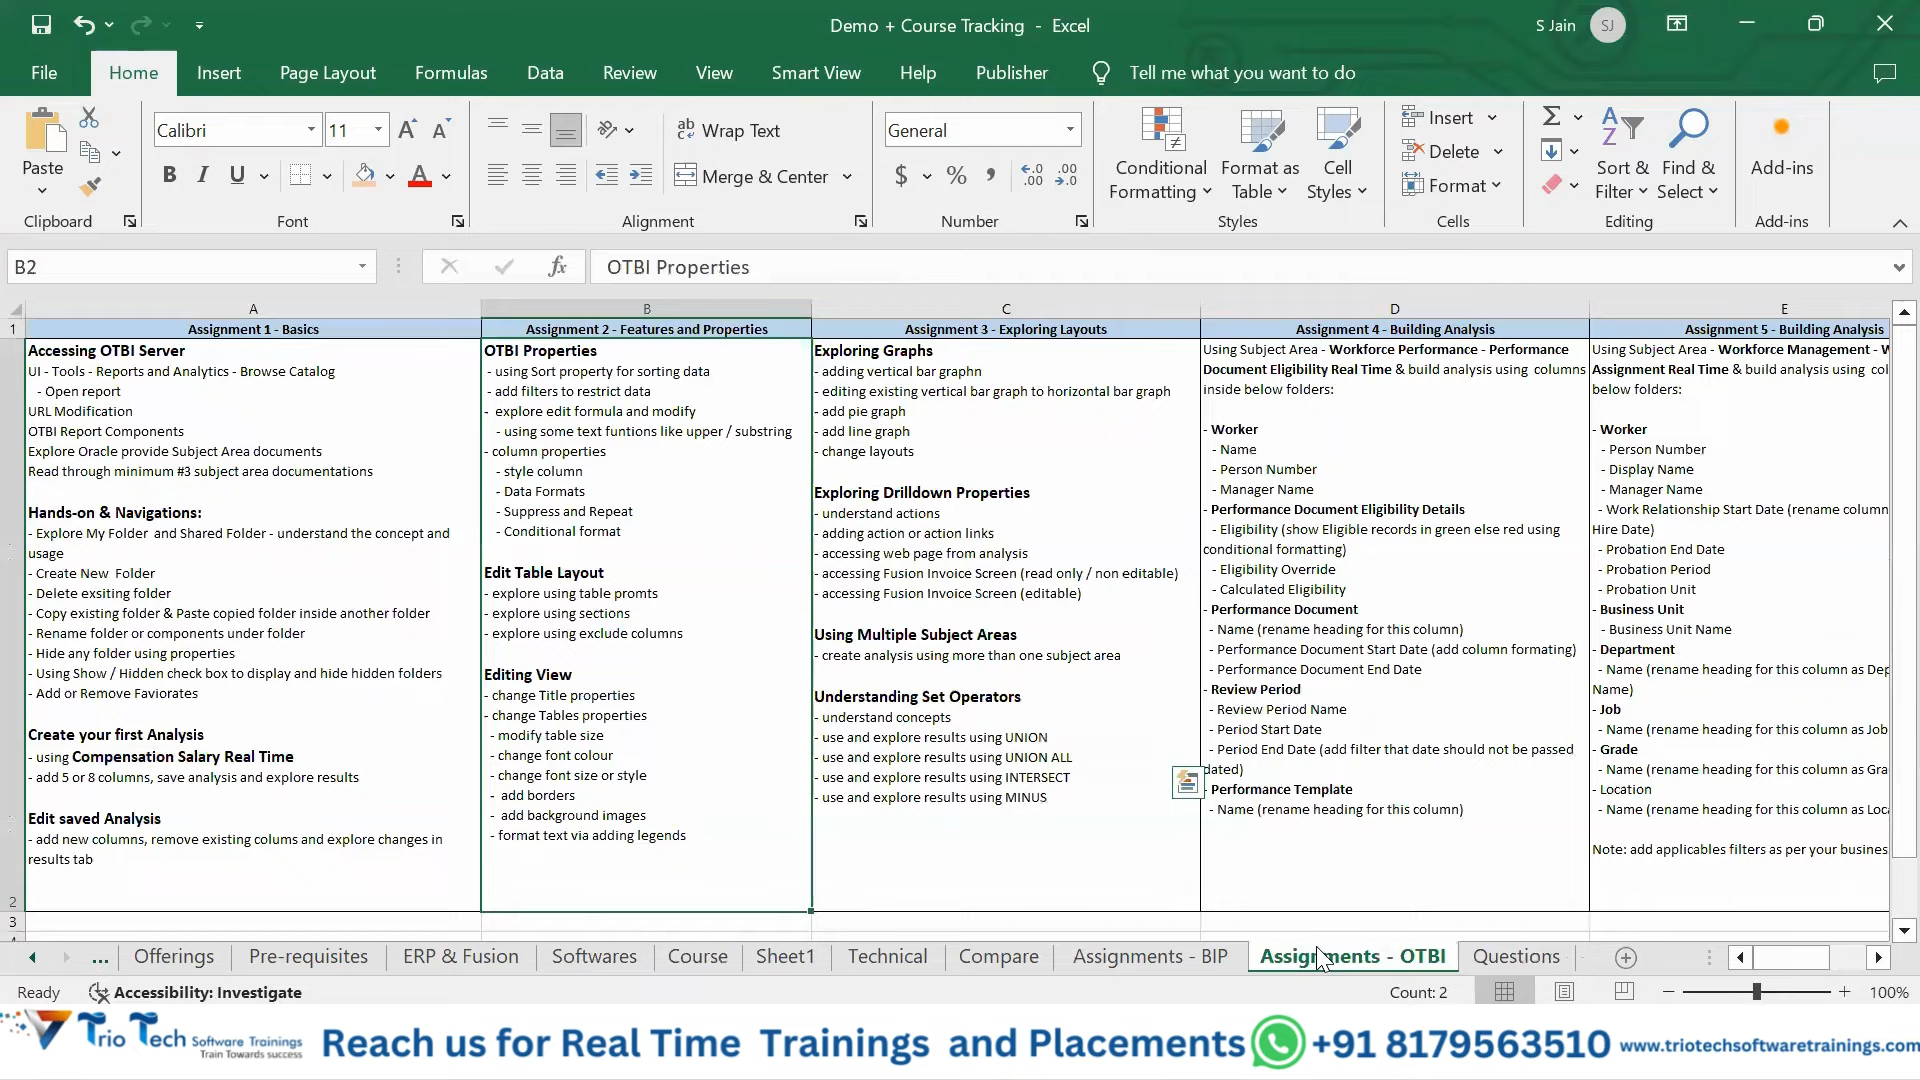 Demo + Course Tracking - Excel
S Jain
SJ
File Home Insert Page Layout Formulas Data Review View Smart View Help Publisher Tell me what you want to do
Paste
Clipboard
Calibri 11
B I U
Font
Wrap Text
Merge & Center
Alignment
General
$ % ,
Number
Conditional Formatting
Format as Table
Cell Styles
Styles
Insert
Delete
Format
Cells
Sort & Filter
Find & Select
Editing
Add-ins
Add-ins
B2
fx
OTBI Properties
A B C D E
1
Assignment 1 - Basics
Assignment 2 - Features and Properties
Assignment 3 - Exploring Layouts
Assignment 4 - Building Analysis
Assignment 5 - Building Analysis
Accessing OTBI Server
UI - Tools - Reports and Analytics - Browse Catalog
- Open report
URL Modification
OTBI Report Components
Explore Oracle provide Subject Area documents
Read through minimum #3 subject area documentations
Hands-on & Navigations:
- Explore My Folder and Shared Folder - understand the concept and
usage
- Create New Folder
- Delete exsiting folder
- Copy existing folder & Paste copied folder inside another folder
- Rename folder or components under folder
- Hide any folder using properties
- Using Show / Hidden check box to display and hide hidden folders
- Add or Remove Faviorates
Create your first Analysis
- using Compensation Salary Real Time
- add 5 or 8 columns, save analysis and explore results
Edit saved Analysis
- add new columns, remove existing colums and explore changes in
results tab
OTBI Properties
- using Sort property for sorting data
- add filters to restrict data
- explore edit formula and modify
- using some text funtions like upper / substring
- column properties
- style column
- Data Formats
- Suppress and Repeat
- Conditional format
Edit Table Layout
- explore using table promts
- explore using sections
- explore using exclude columns
Editing View
- change Title properties
- change Tables properties
- modify table size
- change font colour
- change font size or style
- add borders
- add background images
- format text via adding legends
Exploring Graphs
- adding vertical bar graphn
- editing existing vertical bar graph to horizontal bar graph
- add pie graph
- add line graph
- change layouts
Exploring Drilldown Properties
- understand actions
- adding action or action links
- accessing web page from analysis
- accessing Fusion Invoice Screen (read only / non editable)
- accessing Fusion Invoice Screen (editable)
Using Multiple Subject Areas
- create analysis using more than one subject area
Understanding Set Operators
- understand concepts
- use and explore results using UNION
- use and explore results using UNION ALL
- use and explore results using INTERSECT
- use and explore results using MINUS
Using Subject Area - Workforce Performance - Performance
Document Eligibility Real Time & build analysis using columns
inside below folders:
- Worker
- Name
- Person Number
- Manager Name
- Performance Document Eligibility Details
- Eligibility (show Eligible records in green else red using
conditional formatting)
- Eligibility Override
- Calculated Eligibility
- Performance Document
- Name (rename heading for this column)
- Performance Document Start Date (add column formating)
- Performance Document End Date
- Review Period
- Review Period Name
- Period Start Date
- Period End Date (add filter that date should not be passed
dated)
- Performance Template
- Name (rename heading for this column)
Using Subject Area - Workforce Management - W
Assignment Real Time & build analysis using col
below folders:
- Worker
- Person Number
- Display Name
- Manager Name
- Work Relationship Start Date (rename column
Hire Date)
- Probation End Date
- Probation Period
- Probation Unit
- Business Unit
- Business Unit Name
- Department
- Name (rename heading for this column as Dep
Name)
- Job
- Name (rename heading for this column as Job
- Grade
- Name (rename heading for this column as Gra
- Location
- Name (rename heading for this column as Loca
Note: add applicables filters as per your busines
2
3
... Offerings Pre-requisites ERP & Fusion Softwares Course Sheet1 Technical Compare Assignments - BIP Assignments - OTBI Questions
Ready Accessibility: Investigate Count: 2 100%
Trio Tech Software Trainings
Train Towards success
Reach us for Real Time Trainings and Placements +91 8179563510 www.triotechsoftwaretrainings.com